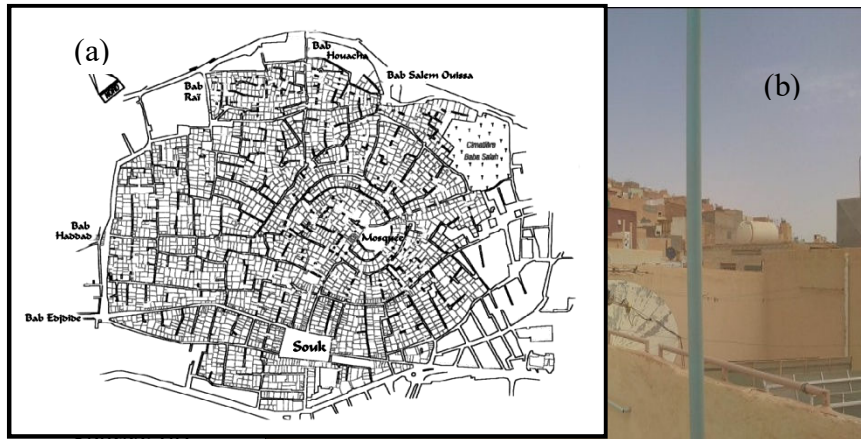 (a)
Bab
Houacha
Bab Salem Ouissa
(b)
Bab
Raï
Cimetière
Baba Salah
Bab
Haddad
Mosquée
Bab Edjdide
Souk